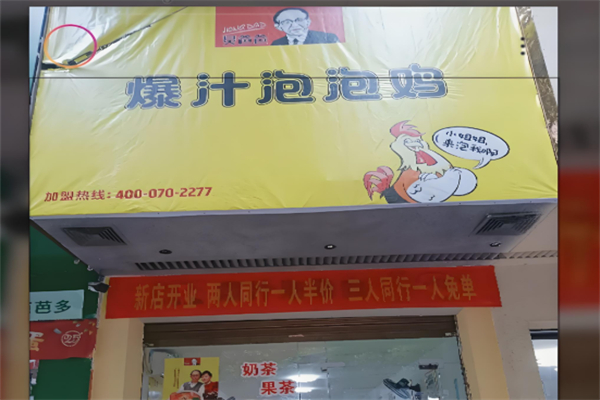 爆汁泡泡鸡
小姐姐,
来泡我啊
加盟热线：400-070-2277
新店开业 两人同行一人半价 三人同行一人免单
芭多
奶茶
果茶